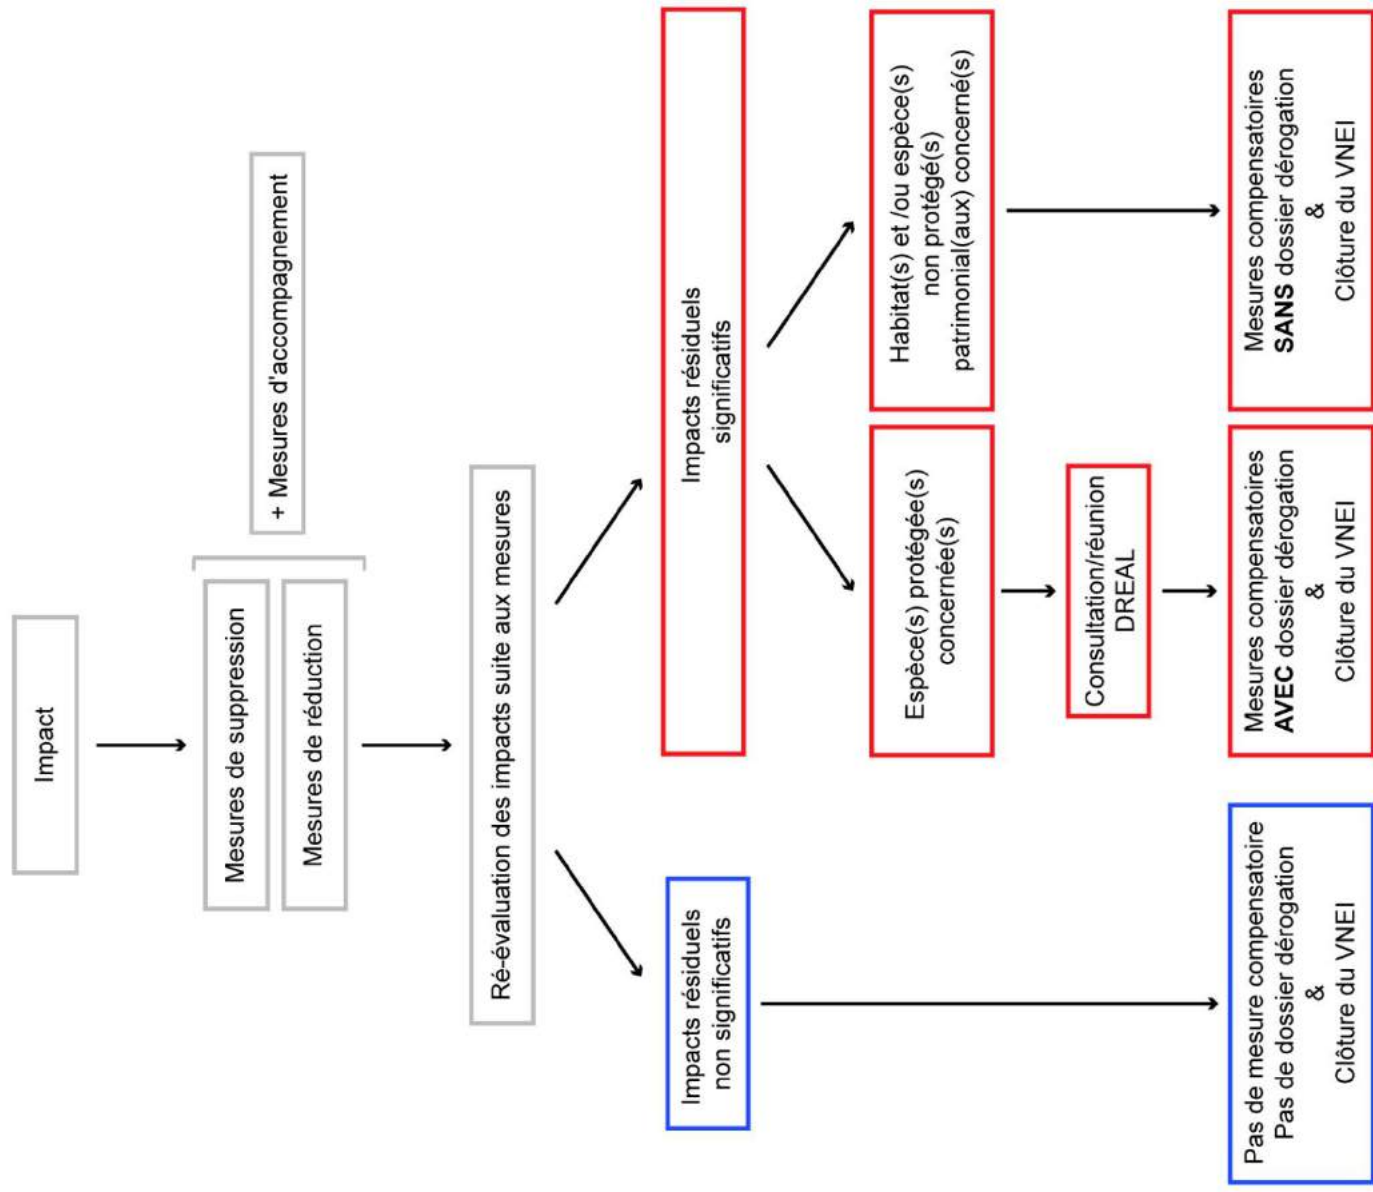 Impact
Mesures de suppression
Mesures de réduction
+ Mesures d'accompagnement
Ré-évaluation des impacts suite aux mesures
Impacts résiduels
non significatifs
Impacts résiduels
significatifs
Espèce(s) protégée(s)
concernée(s)
Habitat(s) et /ou espèce(s)
non protégé(s)
patrimonial(aux) concerné(s)
Consultation/réunion
DREAL
Pas de mesure compensatoire
Pas de dossier dérogation
&
Clôture du VNEI
Mesures compensatoires
AVEC dossier dérogation
&
Clôture du VNEI
Mesures compensatoires
SANS dossier dérogation
&
Clôture du VNEI